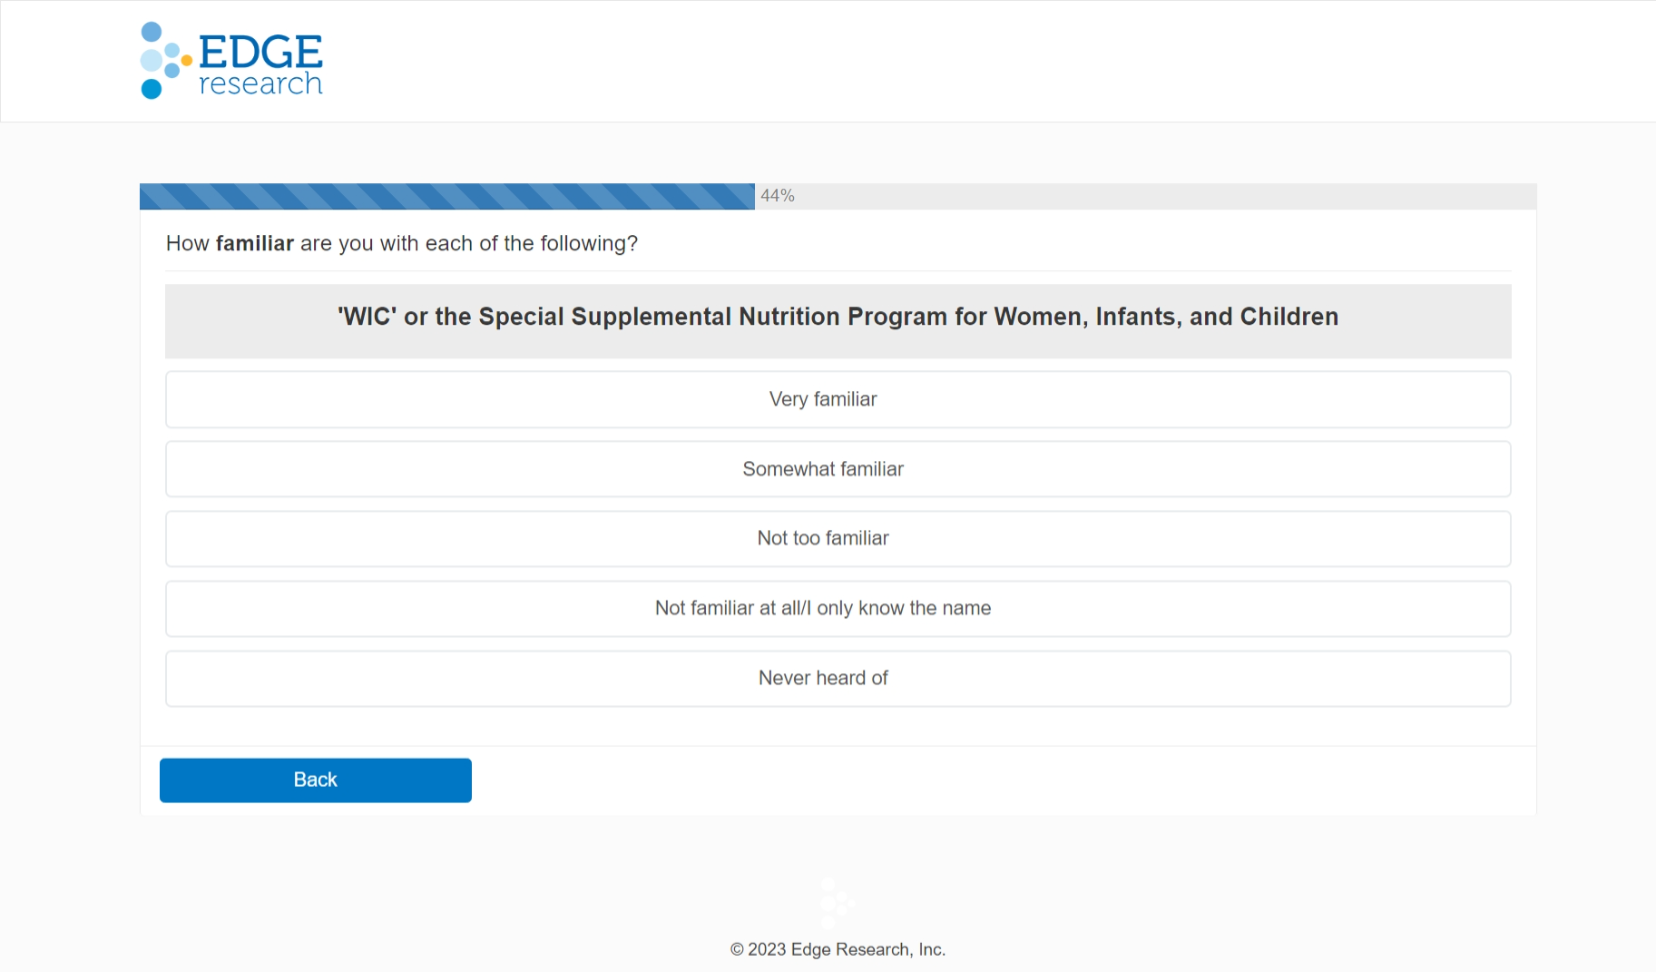 EDGE
research
44%
How familiar are you with each of the following?
'WIC' or the Special Supplemental Nutrition Program for Women, Infants, and Children
Very familiar
Somewhat familiar
Not too familiar
Not familiar at all/I only know the name
Never heard of
Back
© 2023 Edge Research, Inc.